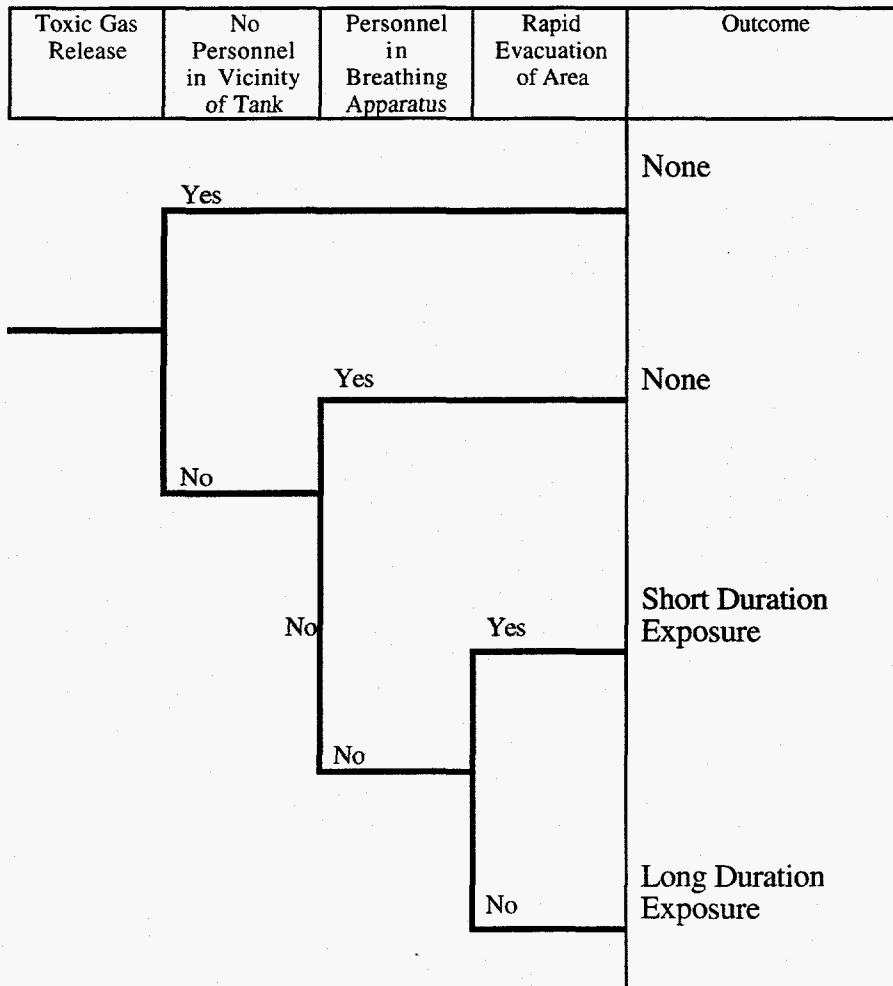 Toxic Gas
Release
No
Personnel
in Vicinity
of Tank
Personnel
in
Breathing
Apparatus
Rapid
Evacuation
of Area
Outcome
None
Yes
None
Yes
No
Short Duration
Exposure
No
Yes
No
Long Duration
Exposure
No